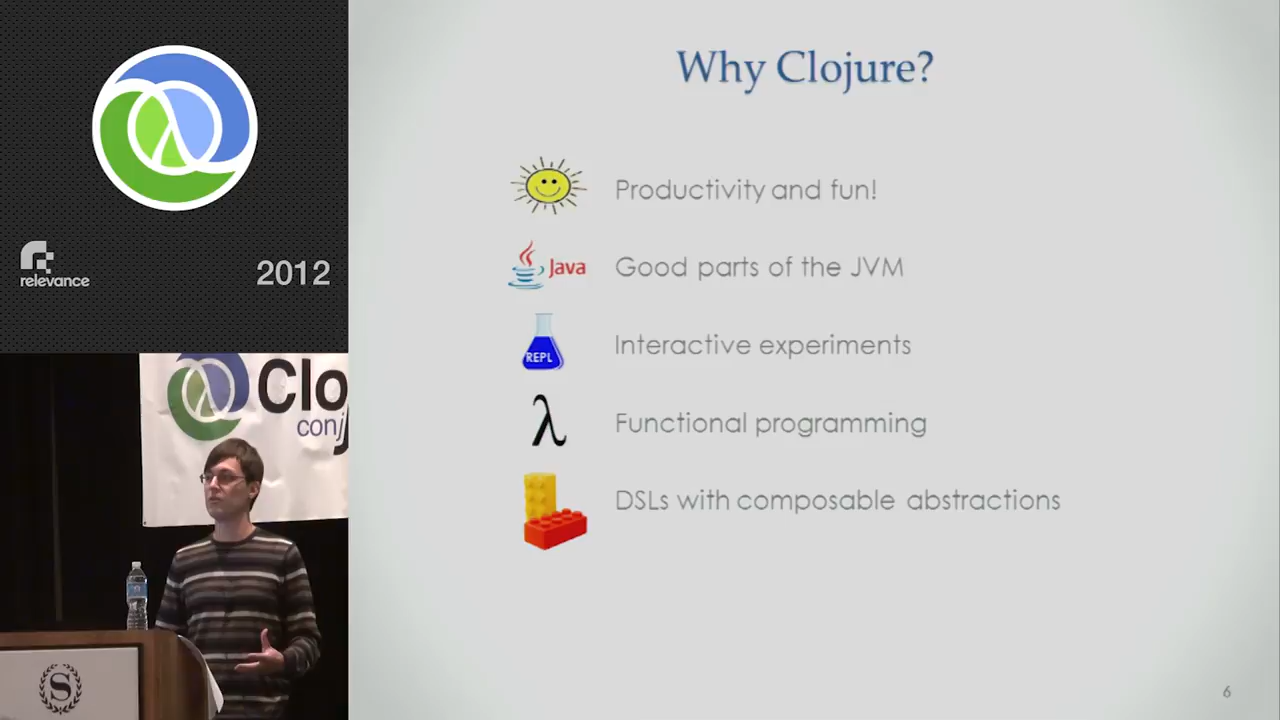 relevance
2012
Clo
conj
S
Why Clojure?
Productivity and fun!
Java
Good parts of the JVM
REPL
Interactive experiments
λ
Functional programming
DSLs with composable abstractions
6